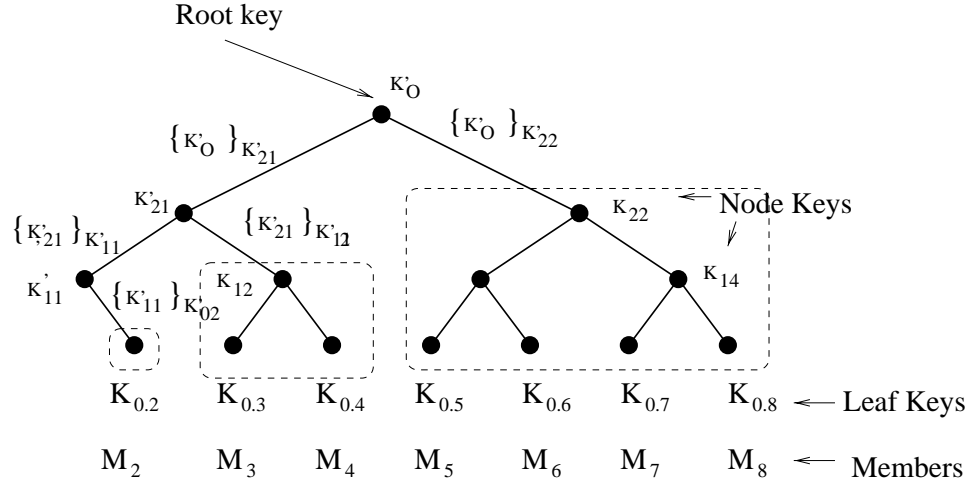 Root key
K'O
{K'O }K'21
{K'O }K'22
K'21
K22
Node Keys
{K'21 }K'11
{K'21 }K'12
K'11
{K'11 }K'02
K12
K14
K0.2 K0.3 K0.4 K0.5 K0.6 K0.7 K0.8 Leaf Keys
M2 M3 M4 M5 M6 M7 M8 Members